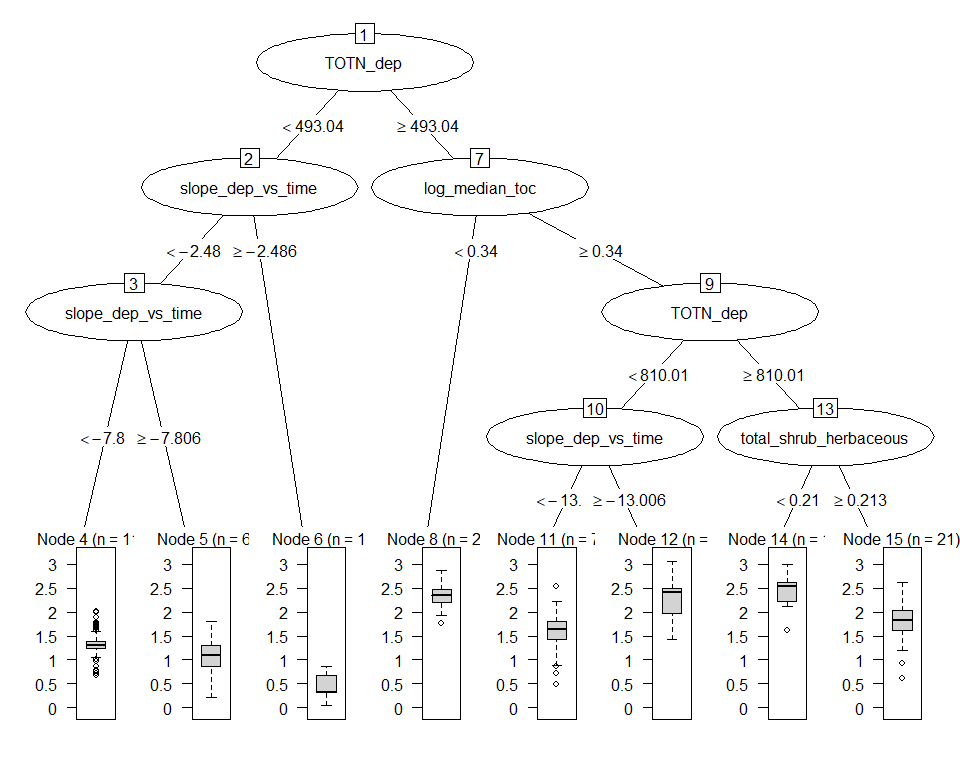 1
TOTN_dep
< 493.04
≥ 493.04
2
7
slope_dep_vs_time
log_median_toc
< −2.48
≥ −2.486
< 0.34
≥ 0.34
3
9
slope_dep_vs_time
TOTN_dep
< 810.01
≥ 810.01
10
13
< −7.8
≥ −7.806
slope_dep_vs_time
total_shrub_herbaceous
< −13.
≥ −13.006
< 0.21
≥ 0.213
Node 4 (n = 1
Node 5 (n = 6
Node 6 (n = 1
Node 8 (n = 2
Node 11 (n = 7
Node 12 (n =
Node 14 (n =
Node 15 (n = 21)
3 3 3 3 3 3 3 3
2.5 2.5 2.5 2.5 2.5 2.5 2.5 2.5
2 2 2 2 2 2 2 2
1.5 1.5 1.5 1.5 1.5 1.5 1.5 1.5
1 1 1 1 1 1 1 1
0.5 0.5 0.5 0.5 0.5 0.5 0.5 0.5
0 0 0 0 0 0 0 0